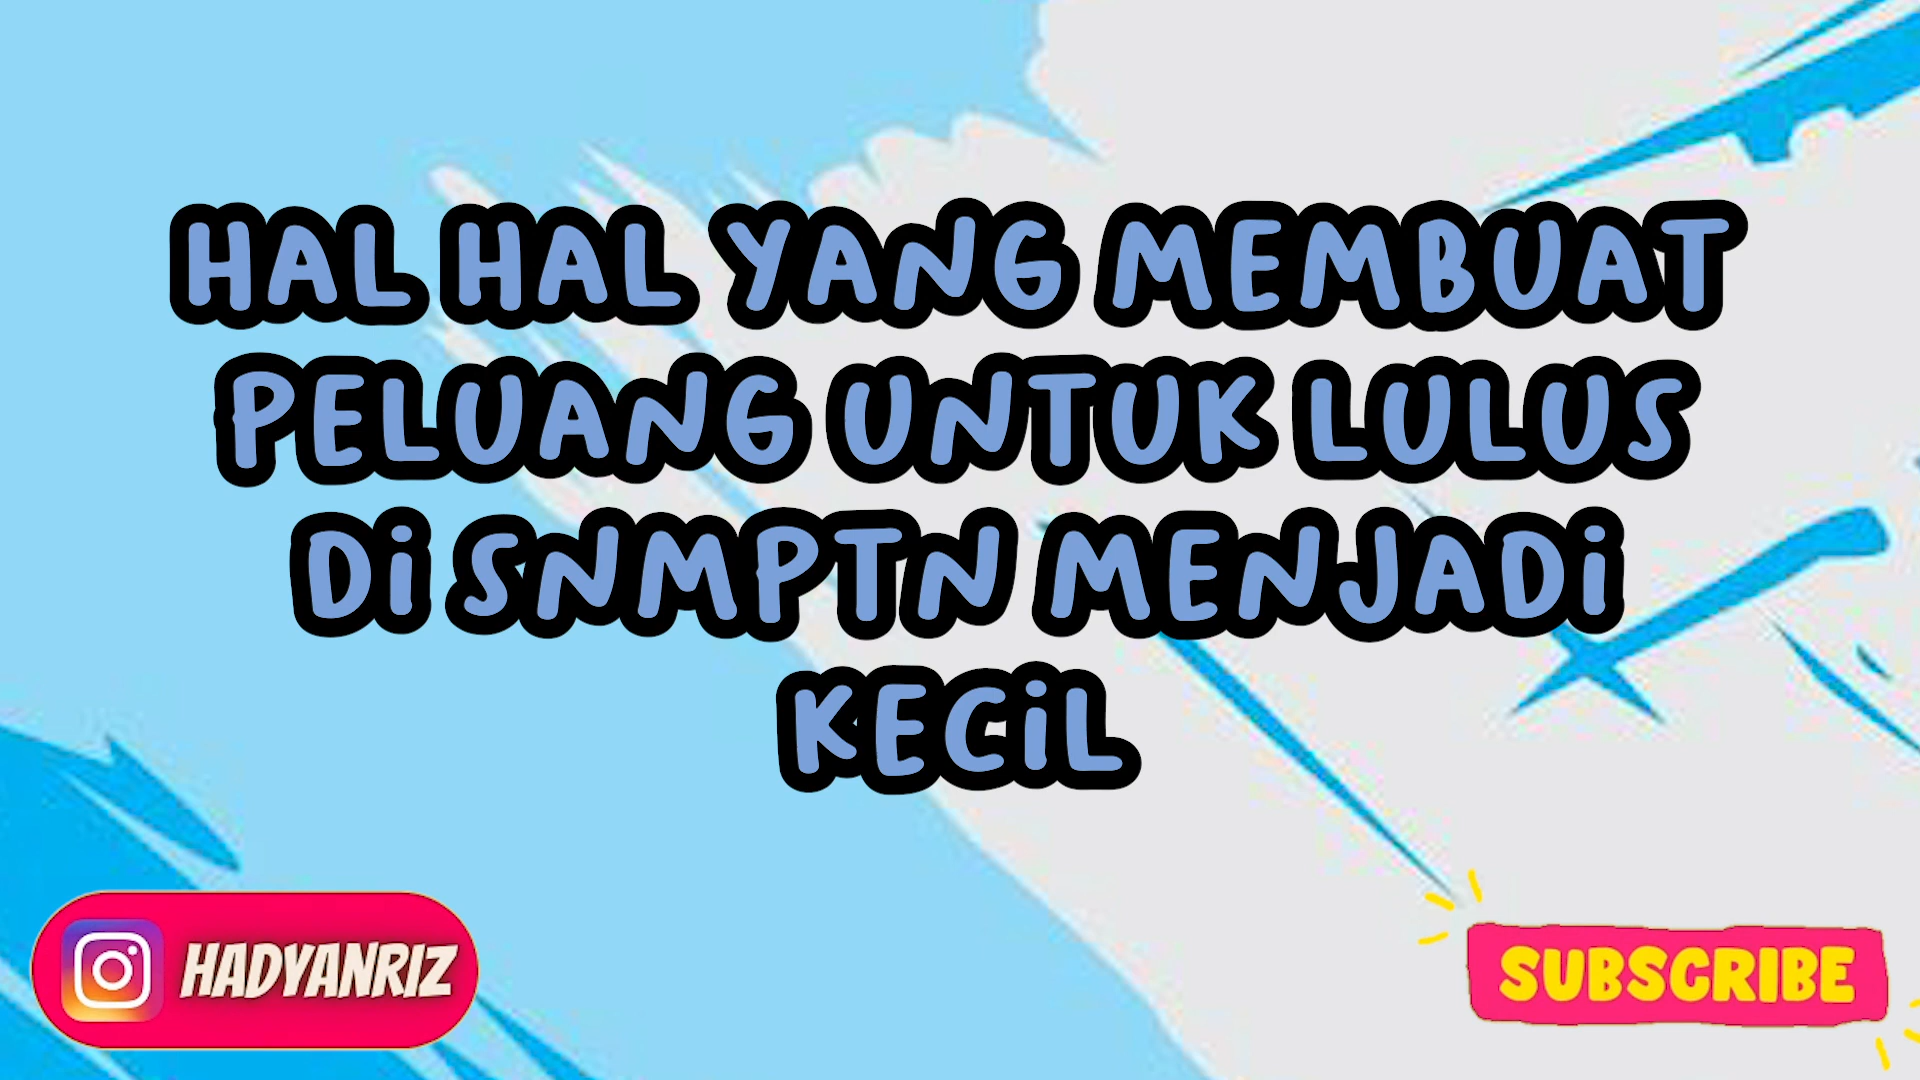 HAL HAL YANG MEMBUAT
PELUANG UNTUK LULUS
Di SNMPTN MENJADi
KECiL
HADYANRIZ
SUBSCRIBE